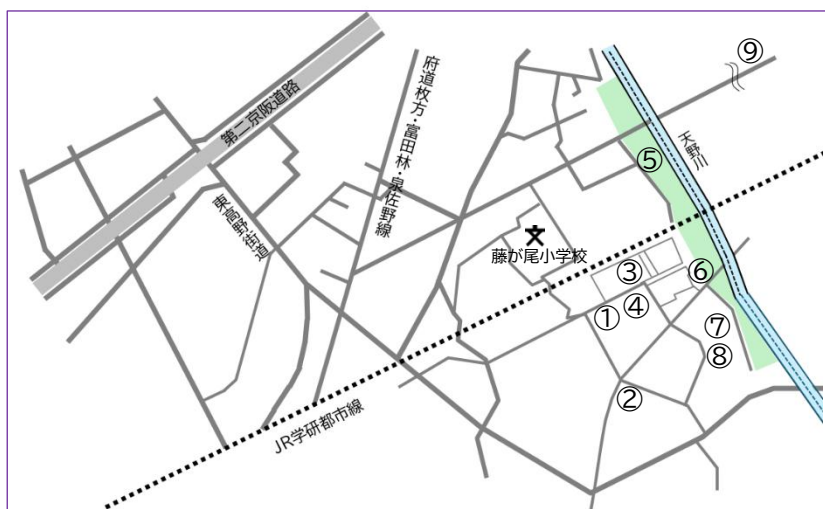 第二京阪道路
府道枚方・富田林・泉佐野線
東高野街道
天野川
藤が尾小学校
JR学研都市線
①
②
③
④
⑤
⑥
⑦
⑧
⑨